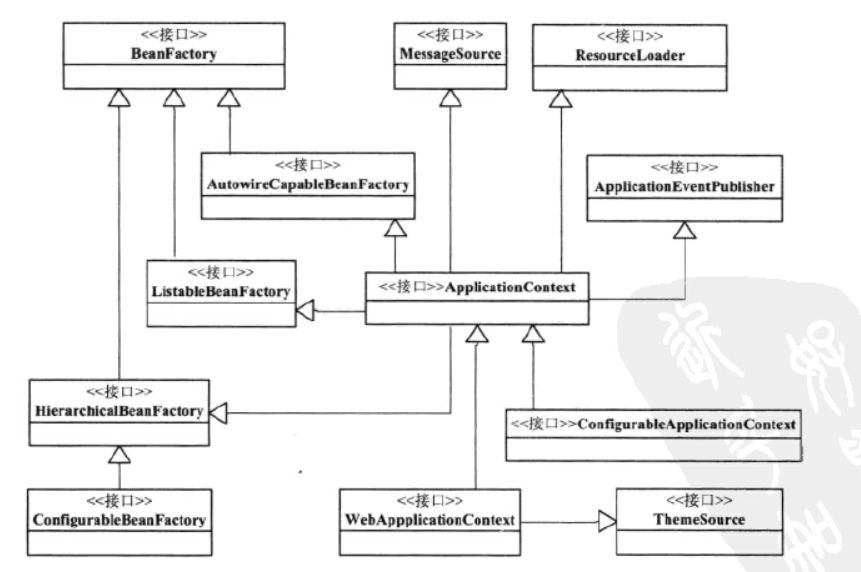 <<接口>>
BeanFactory
<<接口>>
MessageSource
<<接口>>
ResourceLoader
<<接口>>
AutowireCapableBeanFactory
<<接口>>
ApplicationEventPublisher
<<接口>>
ListableBeanFactory
<<接口>>ApplicationContext
<<接口>>
HierarchicalBeanFactory
<<接口>>ConfigurableApplicationContext
<<接口>>
ConfigurableBeanFactory
<<接口>>
WebAppplicationContext
<<接口>>
ThemeSource